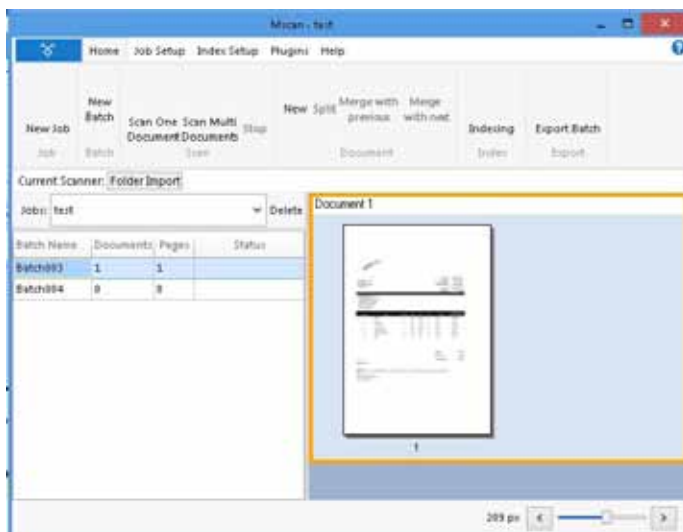 Mscan - test
Home Job Setup Index Setup Plugins Help
New Job
New Batch
Scan One Document
Scan Multi Documents
Stop
New
Split
Merge with previous
Merge with next
Indexing
Export Batch
Job Batch Scan Document Index Export
Current Scanner: Folder Import
Jobs: test Delete
Batch Name Documents Pages Status
Batch003 1 1
Batch004 0 0
Document 1
1
209 px